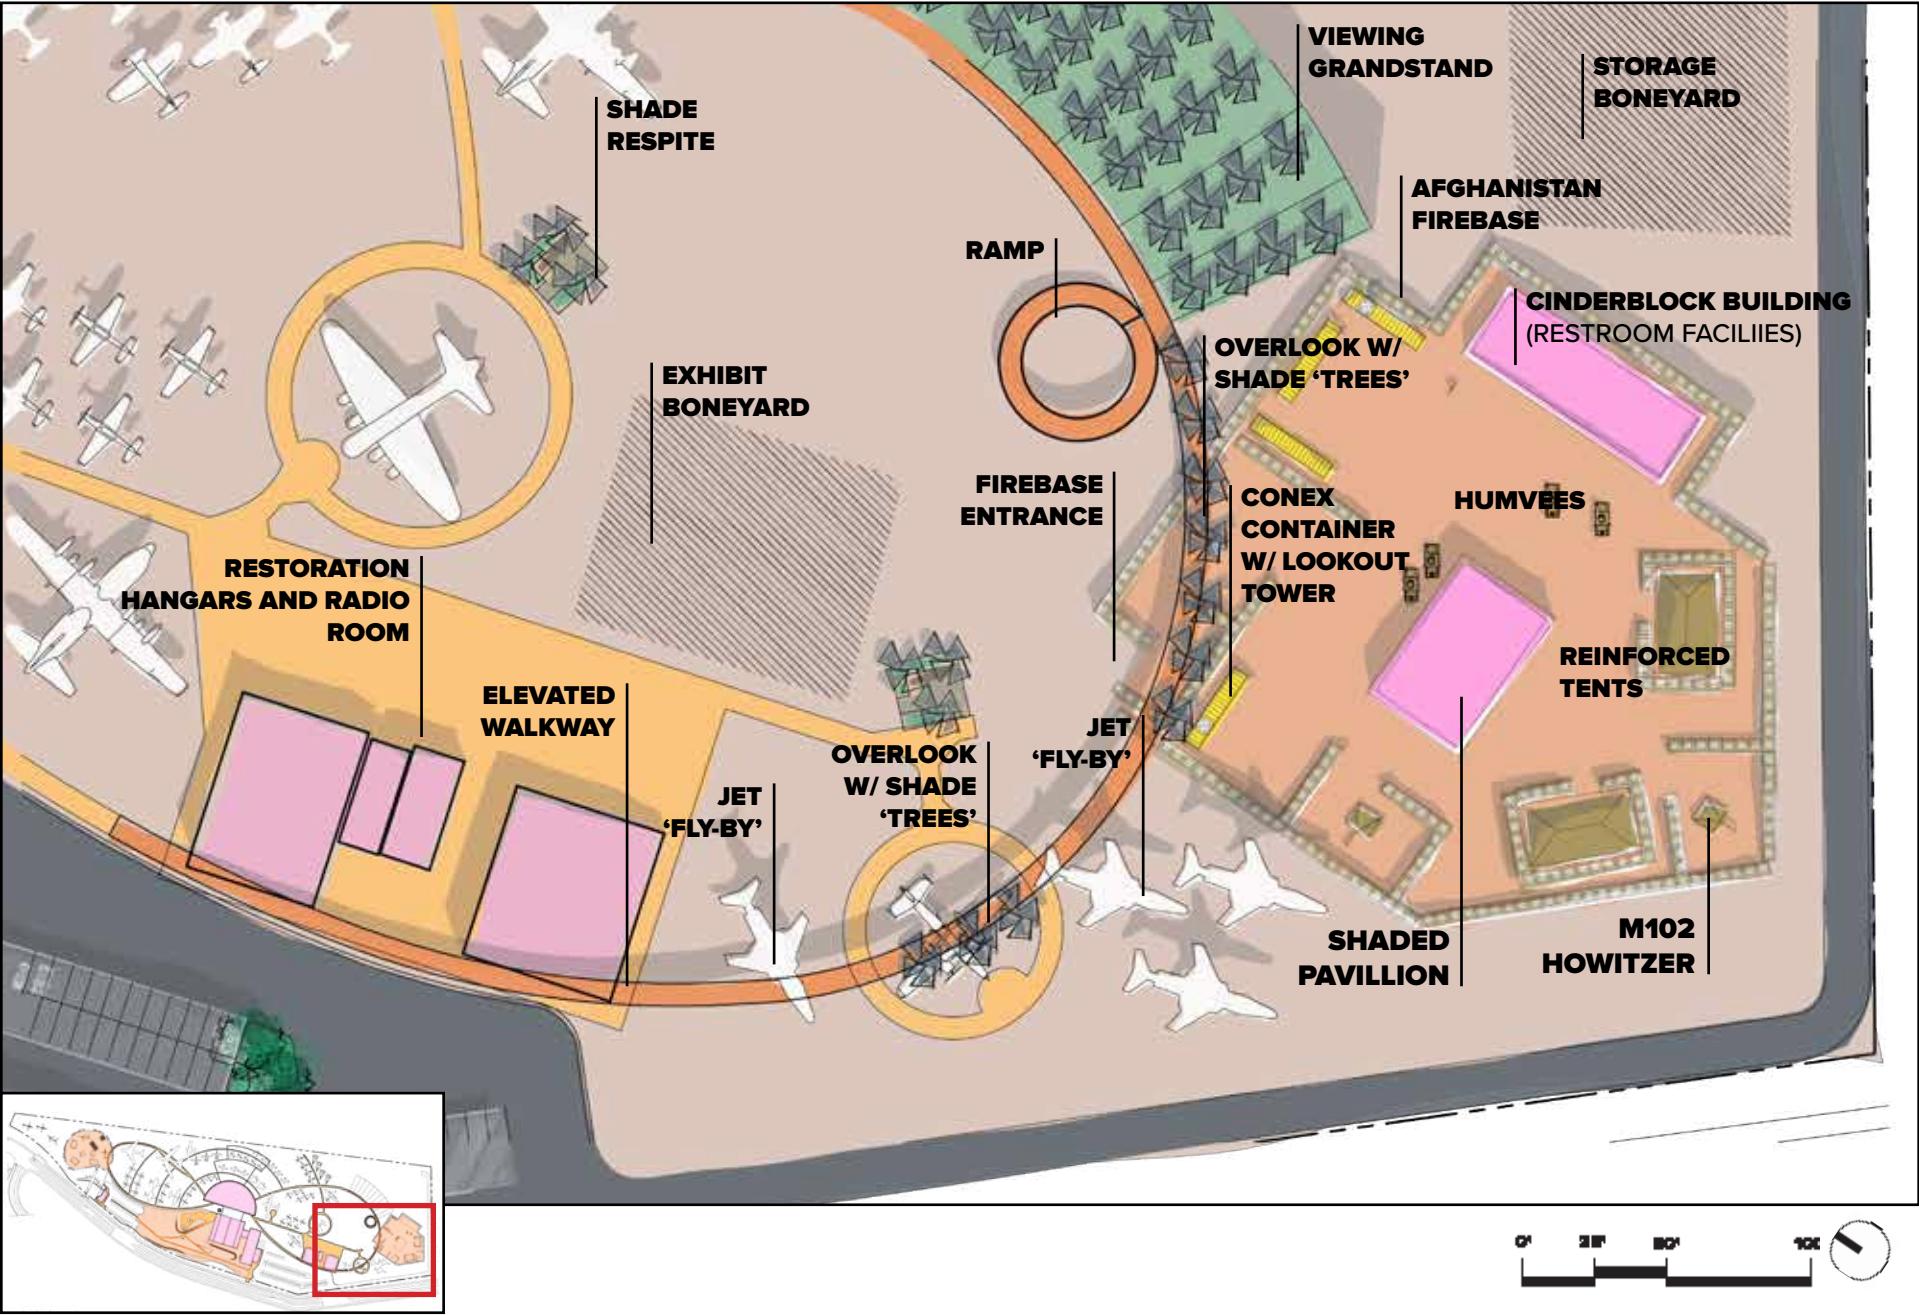 VIEWING
GRANDSTAND
STORAGE
BONEYARD
SHADE
RESPITE
AFGHANISTAN
FIREBASE
RAMP
CINDERBLOCK BUILDING
(RESTROOM FACILIIES)
OVERLOOK W/
SHADE ‘TREES’
EXHIBIT
BONEYARD
FIREBASE
ENTRANCE
CONEX
CONTAINER
W/ LOOKOUT
TOWER
HUMVEES
RESTORATION
HANGARS AND RADIO
ROOM
REINFORCED
TENTS
ELEVATED
WALKWAY
JET
‘FLY-BY’
OVERLOOK
W/ SHADE
‘TREES’
JET
‘FLY-BY’
SHADED
PAVILLION
M102
HOWITZER
0'